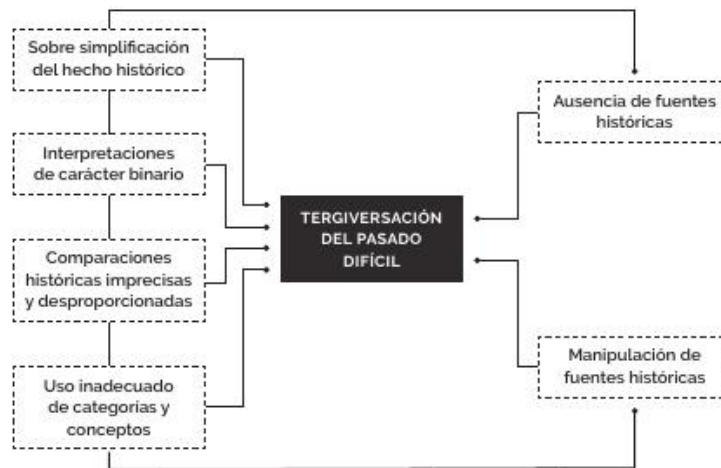 Sobre simplificación
del hecho histórico
Interpretaciones
de carácter binario
Comparaciones
históricas imprecisas
y desproporcionadas
Uso inadecuado
de categorías y
conceptos
TERGIVERSACIÓN
DEL PASADO
DIFÍCIL
Ausencia de fuentes
históricas
Manipulación de
fuentes históricas